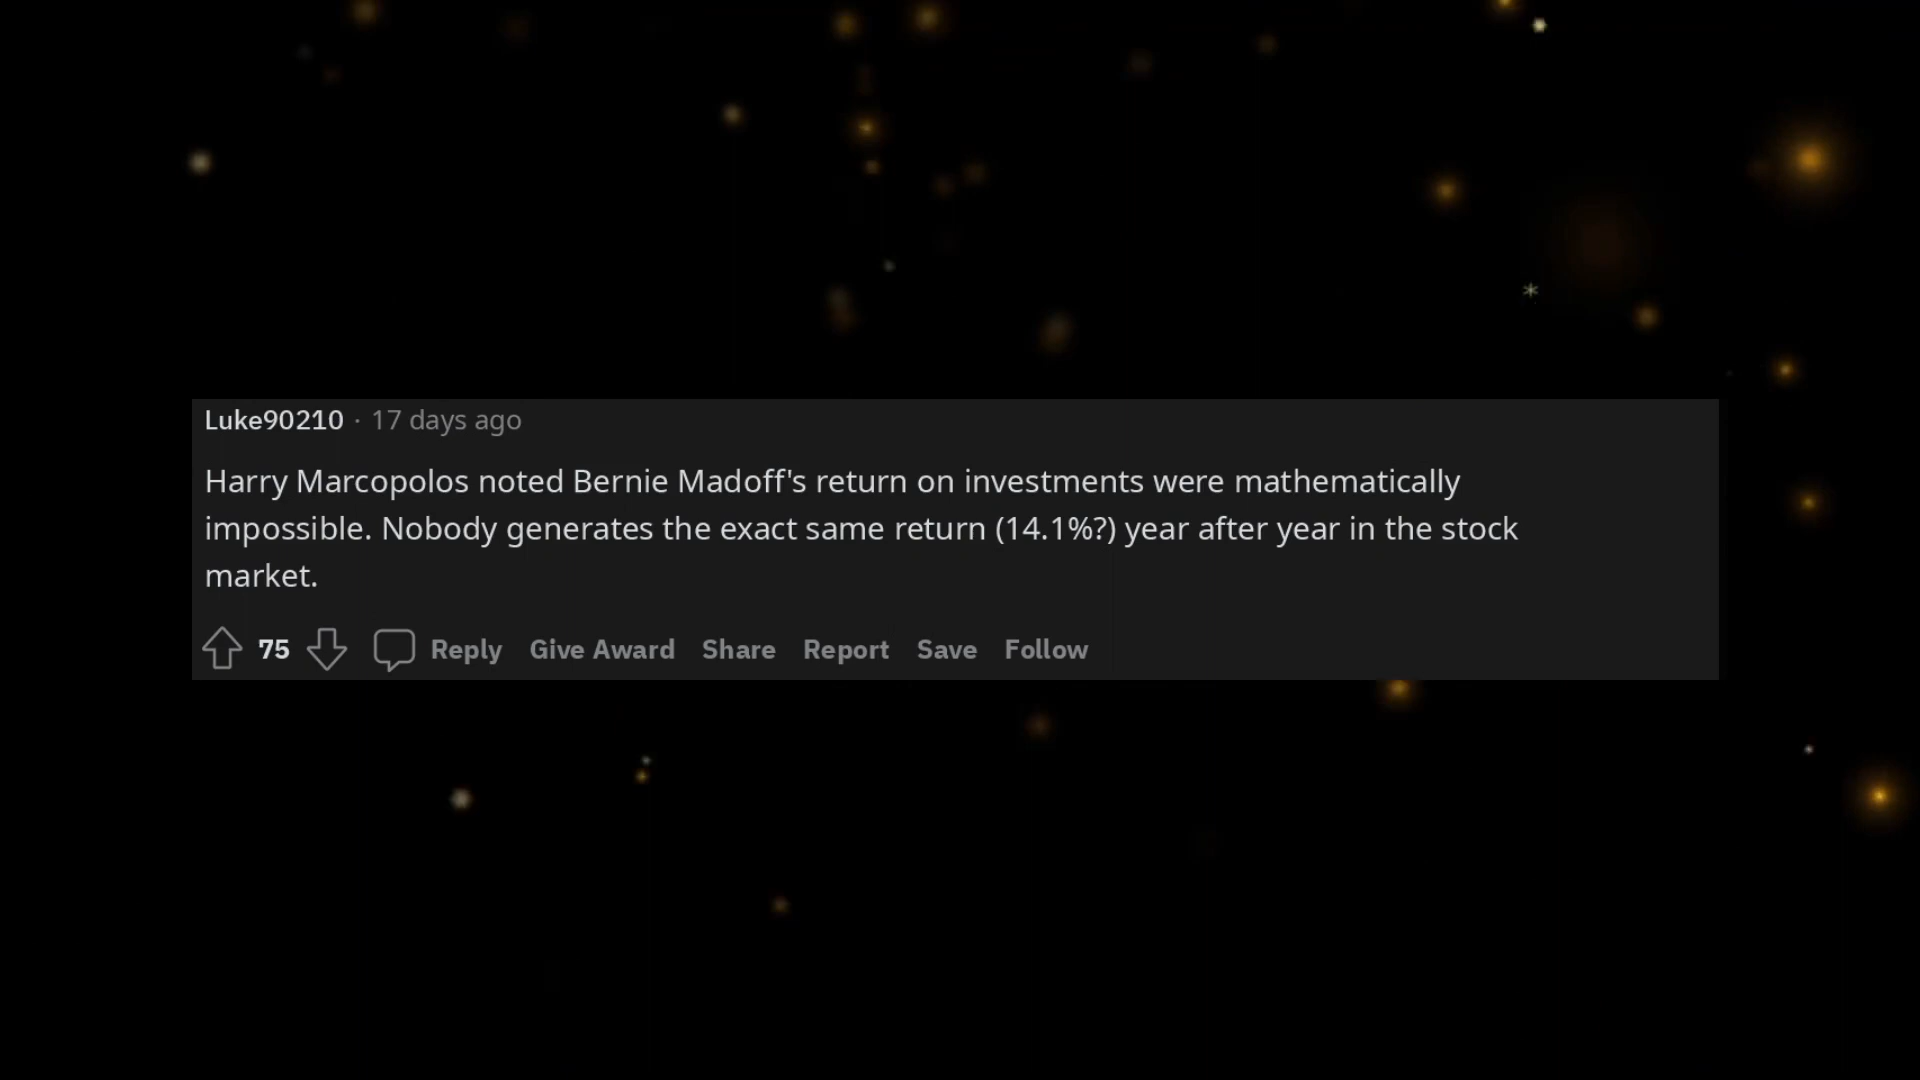 Luke90210 · 17 days ago
Harry Marcopolos noted Bernie Madoff's return on investments were mathematically
impossible. Nobody generates the exact same return (14.1%?) year after year in the stock
market.
75 Reply Give Award Share Report Save Follow